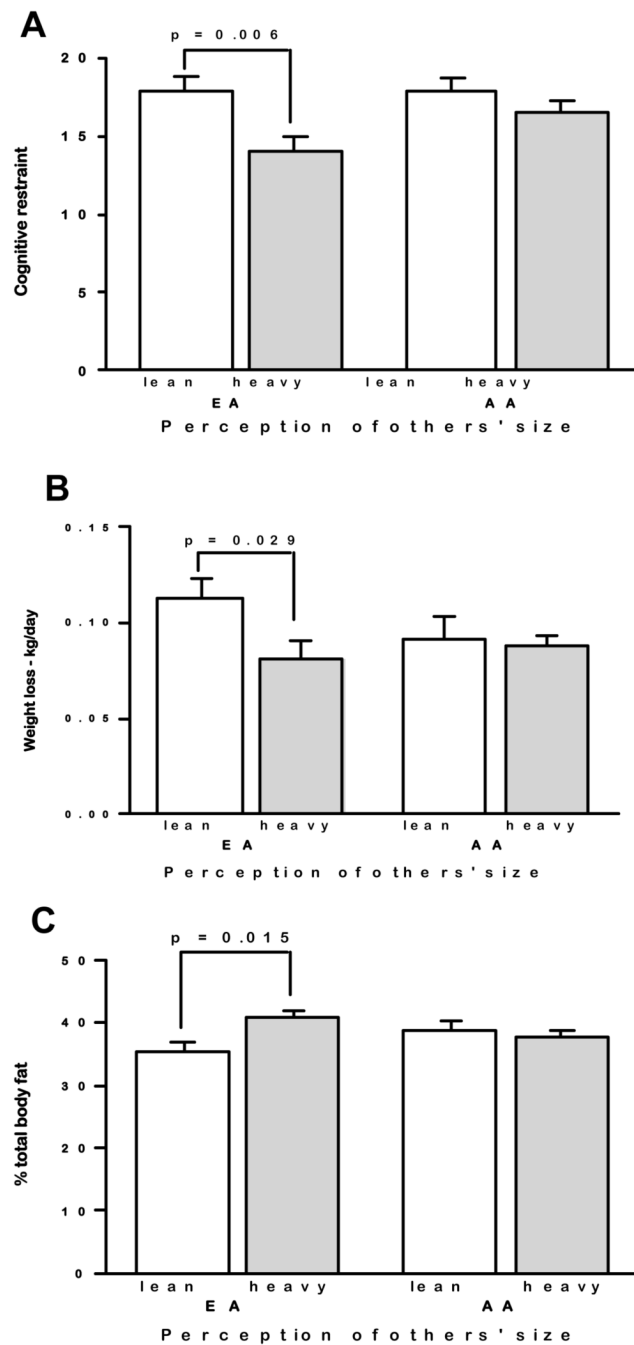 A
p = 0.006
20
15
10
5
0
Cognitive restraint
lean heavy lean heavy
EA AA
Perception of others' size
B
p = 0.029
0.15
0.10
0.05
0.00
Weight loss - kg/day
lean heavy lean heavy
EA AA
Perception of others' size
C
p = 0.015
50
40
30
20
10
0
% total body fat
lean heavy lean heavy
EA AA
Perception of others' size